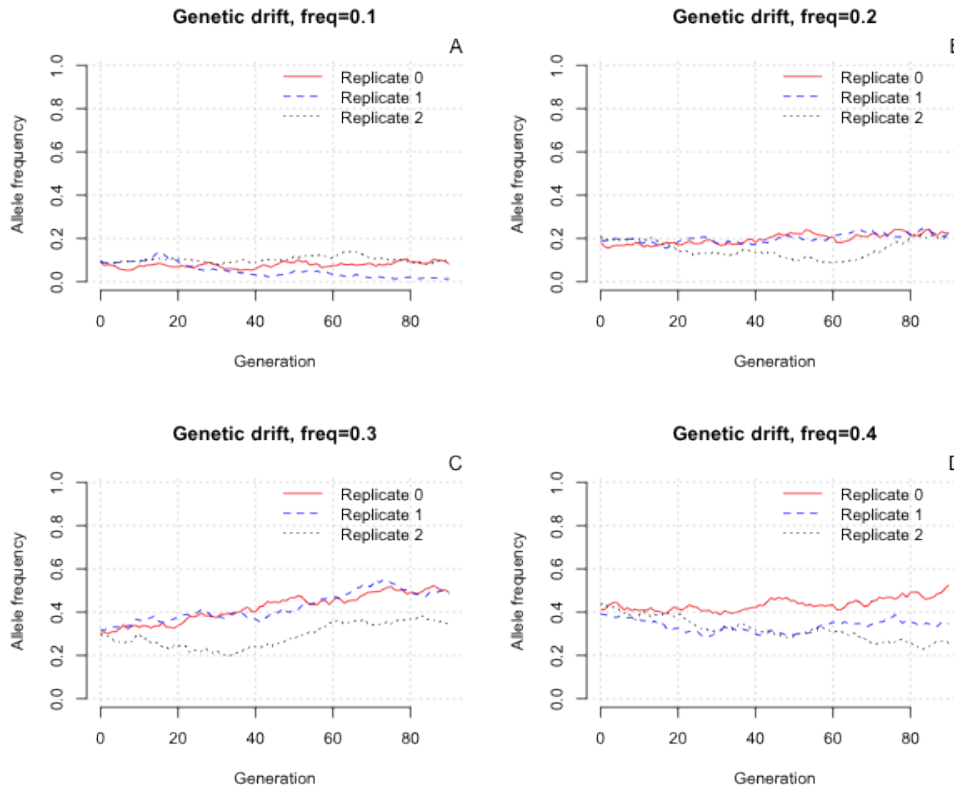 Genetic drift, freq=0.1
A
Allele frequency
1.0
0.8
0.6
0.4
0.2
0.0
Replicate 0
Replicate 1
Replicate 2
0 20 40 60 80
Generation
Genetic drift, freq=0.2
Allele frequency
1.0
0.8
0.6
0.4
0.2
0.0
Replicate 0
Replicate 1
Replicate 2
0 20 40 60 80
Generation
Genetic drift, freq=0.3
C
Allele frequency
1.0
0.8
0.6
0.4
0.2
0.0
Replicate 0
Replicate 1
Replicate 2
0 20 40 60 80
Generation
Genetic drift, freq=0.4
Allele frequency
1.0
0.8
0.6
0.4
0.2
0.0
Replicate 0
Replicate 1
Replicate 2
0 20 40 60 80
Generation